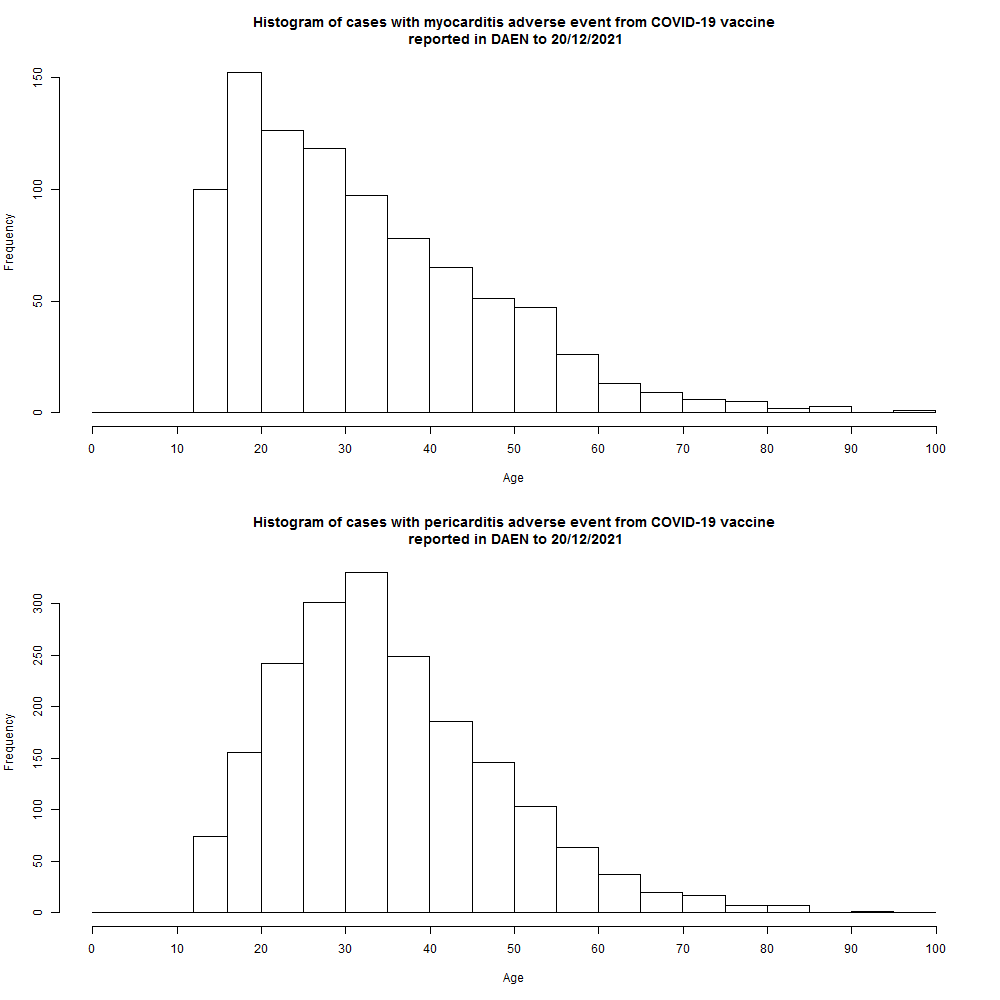 Histogram of cases with myocarditis adverse event from COVID-19 vaccine
reported in DAEN to 20/12/2021
150
100
50
0
Frequency
0 10 20 30 40 50 60 70 80 90 100
Age
Histogram of cases with pericarditis adverse event from COVID-19 vaccine
reported in DAEN to 20/12/2021
300
250
200
150
100
50
0
Frequency
0 10 20 30 40 50 60 70 80 90 100
Age